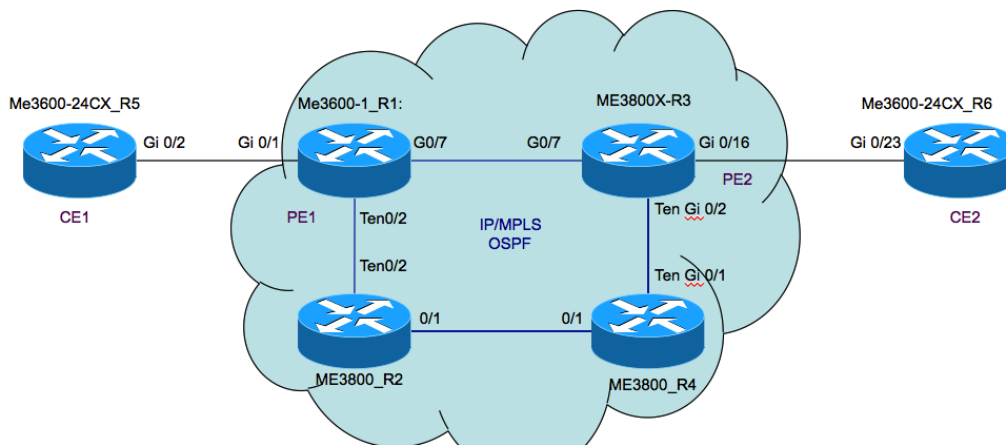 Me3600-24CX_R5
Me3600-1_R1:
ME3800X-R3
Me3600-24CX_R6
Gi 0/2
Gi 0/1
G0/7
G0/7
Gi 0/16
Gi 0/23
CE1
PE1
PE2
CE2
Ten0/2
IP/MPLS
OSPF
Ten Gi 0/2
Ten0/2
Ten Gi 0/1
0/1
0/1
ME3800_R2
ME3800_R4